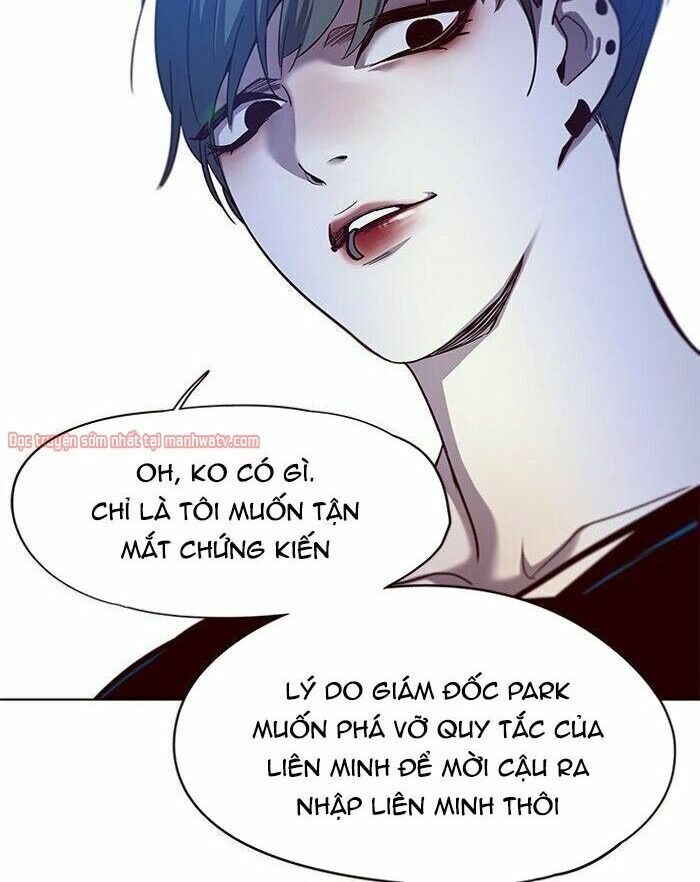 Đọc truyện sớm nhất tại manhwatv.com
OH, KO CÓ GÌ.
CHỈ LÀ TÔI MUỐN TẬN
MẮT CHỨNG KIẾN
LÝ DO GIÁM ĐỐC PARK
MUỐN PHÁ VỠ QUY TẮC CỦA
LIÊN MINH ĐỂ MỜI CẬU RA
NHẬP LIÊN MINH THÔI